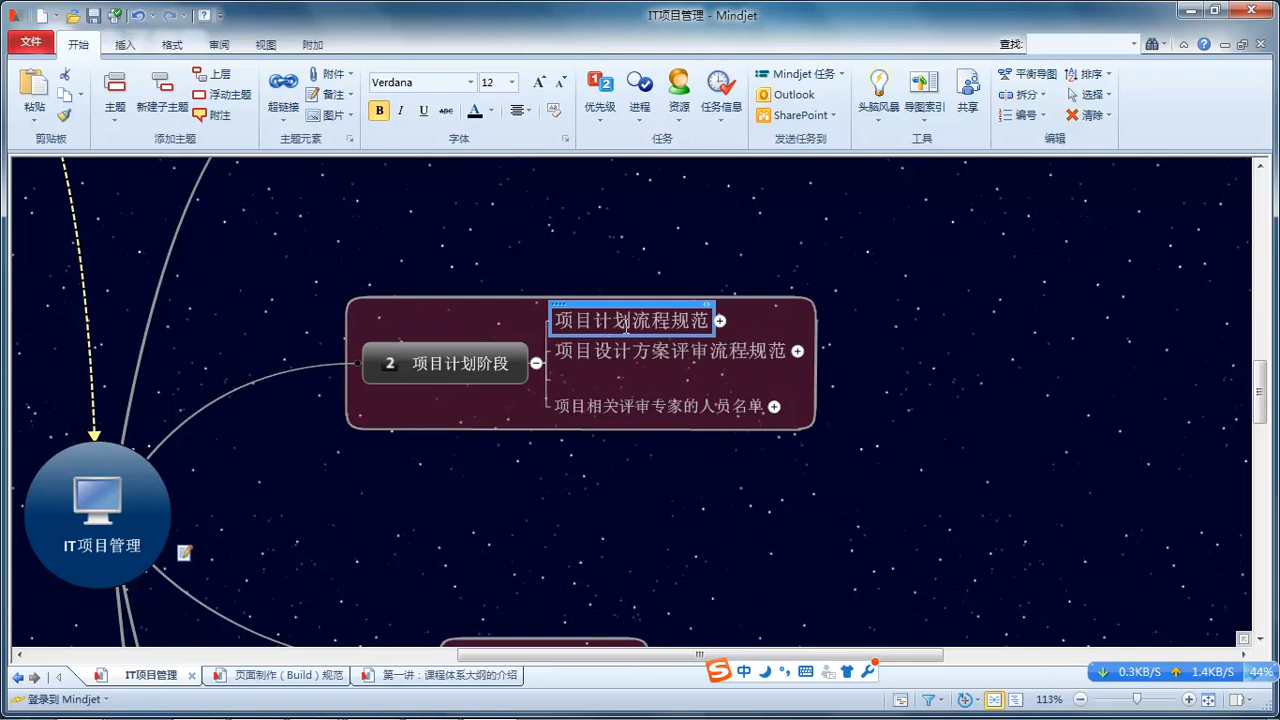 IT项目管理 - Mindjet
文件 开始 插入 格式 审阅 视图 附加 查找:
粘贴
剪贴板
主题 新建子主题 上层 浮动主题 附注
添加主题
超链接 附件 备注 图片
主题元素
Verdana 12
B I U abc A
字体
优先级 进程 资源 任务信息
任务
Mindjet 任务 Outlook SharePoint
发送任务到
头脑风暴 导图索引 共享
工具
平衡导图 排序 拆分 选择 编号 清除
编辑
项目计划流程规范
项目设计方案评审流程规范
2 项目计划阶段
项目相关评审专家的人员名单
IT项目管理
IT项目管理 页面制作（Build）规范 第一讲：课程体系大纲的介绍
中 0.3KB/S 1.4KB/S 44%
登录到 Mindjet 113%